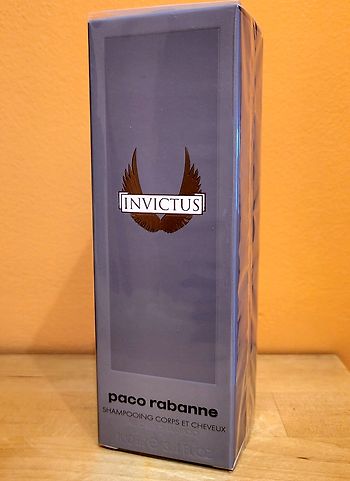 INVICTUS
paco rabanne
SHAMPOOING CORPS ET CHEVEUX